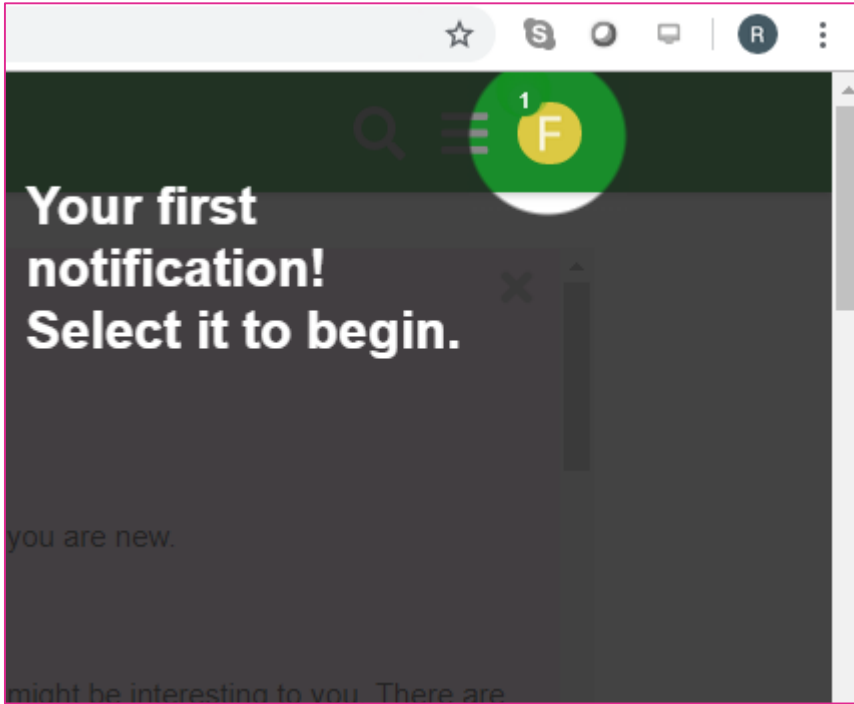 R
1
F
Your first
notification!
Select it to begin.
you are new.
might be interesting to you. There are